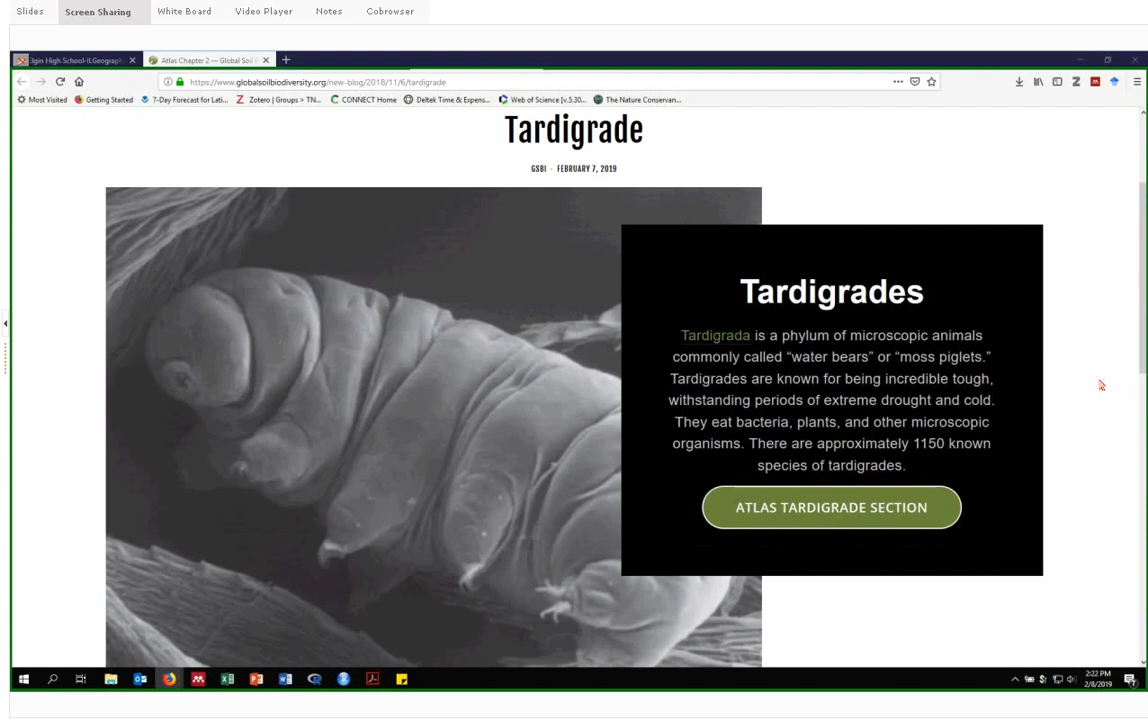 Slides Screen Sharing White Board Video Player Notes Cobrowser
Elgin High School-ILGeograph Atlas Chapter 2 — Global Soil
https://www.globalsoilbiodiversity.org/new-blog/2018/11/6/tardigrade
Most Visited Getting Started 7-Day Forecast for Lati... Zotero | Groups > TN... CONNECT Home Deltek Time & Expens... Web of Science [v.5.30... The Nature Conservan...
Tardigrade
GSBI · FEBRUARY 7, 2019
Tardigrades
Tardigrada is a phylum of microscopic animals
commonly called “water bears” or “moss piglets.”
Tardigrades are known for being incredible tough,
withstanding periods of extreme drought and cold.
They eat bacteria, plants, and other microscopic
organisms. There are approximately 1150 known
species of tardigrades.
ATLAS TARDIGRADE SECTION
2:22 PM
2/8/2019